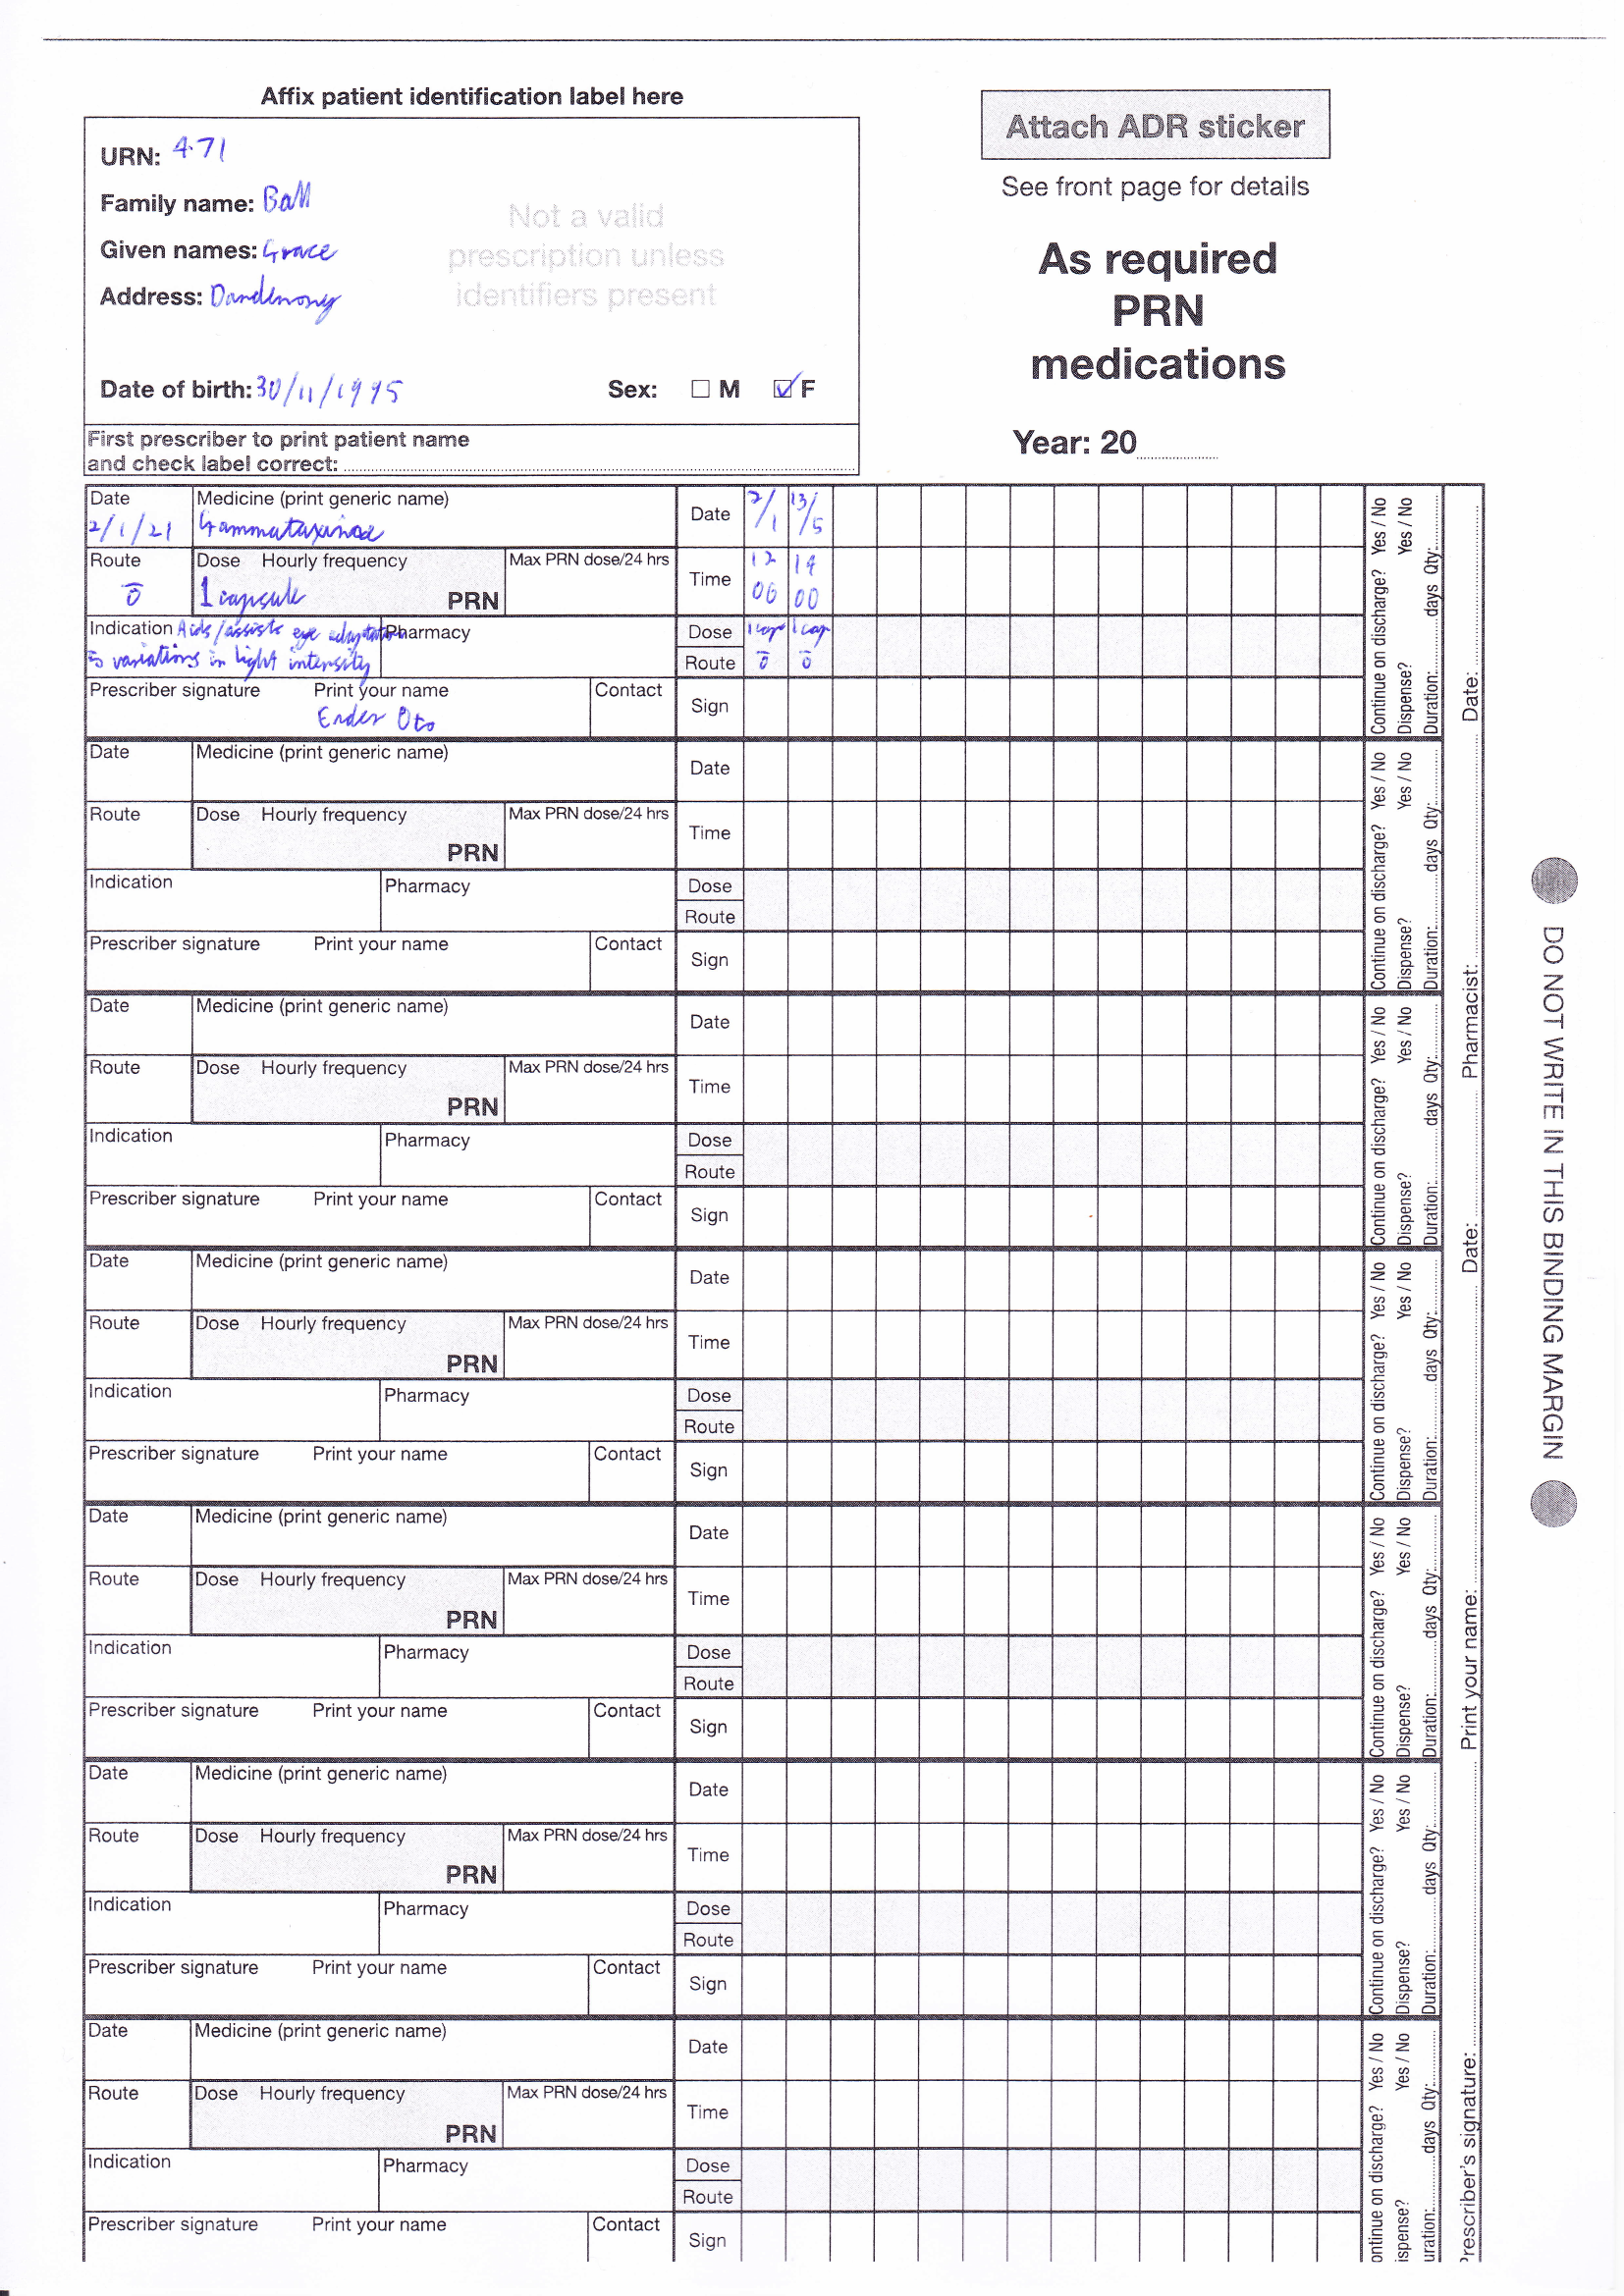 Affix patient identification label here
Attach ADR sticker
See front page for details
URN: 471
Family name: Ball
Given names: Grace
Address: Dandenong
Not a valid
prescription unless
identifiers present
Date of birth: 30/11/1995 Sex: M F
First prescriber to print patient name
and check label correct:
As required
PRN
medications
Year: 20
Date Medicine (print generic name) Date 2/1 13/5
2/1/21
Route Dose Hourly frequency Max PRN dose/24 hrs Time 12 00 14 00
ō 1 capsule PRN
Indication Aids/assists eye adaptation Pharmacy Dose 1 cap 1 cap
to variations in light intensity Route ō ō
Prescriber signature Print your name Contact Sign
Ender Oto
Continue on discharge? Yes / No
Dispense? Yes / No
Duration: days Qty:
Date Medicine (print generic name) Date
Route Dose Hourly frequency Max PRN dose/24 hrs Time
PRN
Indication Pharmacy Dose
Route
Prescriber signature Print your name Contact Sign
Continue on discharge? Yes / No
Dispense? Yes / No
Duration: days Qty:
Date Medicine (print generic name) Date
Route Dose Hourly frequency Max PRN dose/24 hrs Time
PRN
Indication Pharmacy Dose
Route
Prescriber signature Print your name Contact Sign
Continue on discharge? Yes / No
Dispense? Yes / No
Duration: days Qty:
Date Medicine (print generic name) Date
Route Dose Hourly frequency Max PRN dose/24 hrs Time
PRN
Indication Pharmacy Dose
Route
Prescriber signature Print your name Contact Sign
Continue on discharge? Yes / No
Dispense? Yes / No
Duration: days Qty:
Date Medicine (print generic name) Date
Route Dose Hourly frequency Max PRN dose/24 hrs Time
PRN
Indication Pharmacy Dose
Route
Prescriber signature Print your name Contact Sign
Continue on discharge? Yes / No
Dispense? Yes / No
Duration: days Qty:
Date Medicine (print generic name) Date
Route Dose Hourly frequency Max PRN dose/24 hrs Time
PRN
Indication Pharmacy Dose
Route
Prescriber signature Print your name Contact Sign
Continue on discharge? Yes / No
Dispense? Yes / No
Duration: days Qty:
Date Medicine (print generic name) Date
Route Dose Hourly frequency Max PRN dose/24 hrs Time
PRN
Indication Pharmacy Dose
Route
Prescriber signature Print your name Contact Sign
ontinue on discharge? Yes / No
ispense? Yes / No
uration: days Qty:
Prescriber's signature: Print your name: Date: Pharmacist: Date:
DO NOT WRITE IN THIS BINDING MARGIN